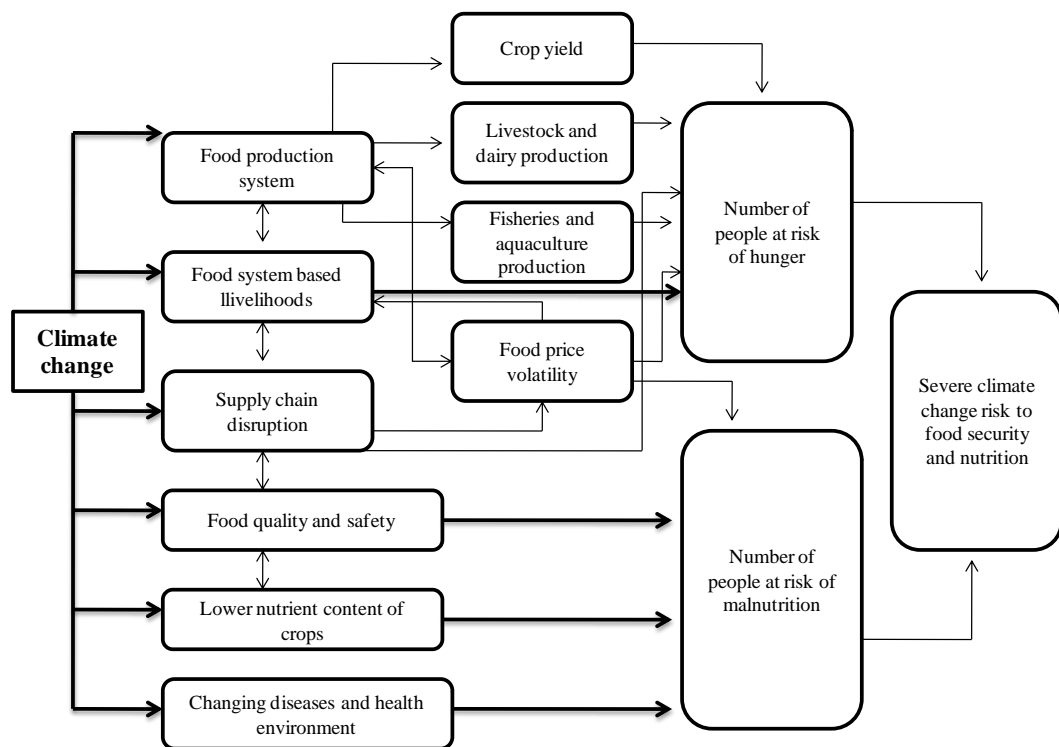 Crop yield
Livestock and
dairy production
Food production
system
Fisheries and
aquaculture
production
Number of
people at risk
of hunger
Food system based
llivelihoods
Climate
change
Food price
volatility
Supply chain
disruption
Severe climate
change risk to
food security
and nutrition
Food quality and safety
Number of
people at risk of
malnutrition
Lower nutrient content of
crops
Changing diseases and health
environment